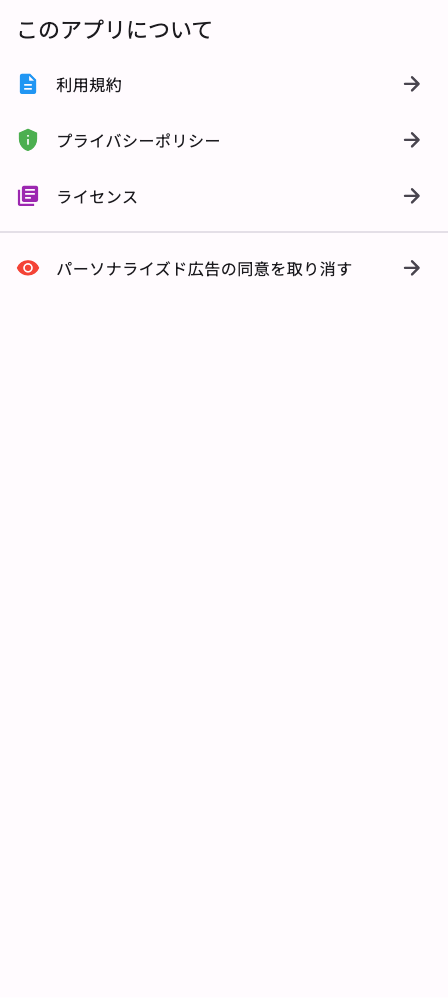 このアプリについて
利用規約
プライバシーポリシー
ライセンス
パーソナライズド広告の同意を取り消す